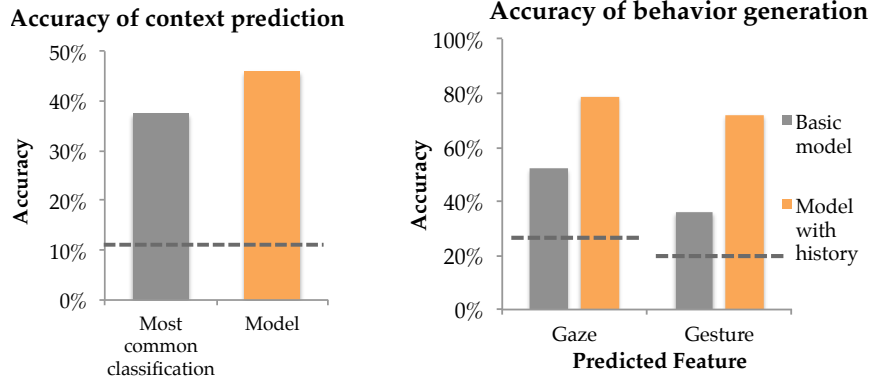 Accuracy of context prediction
50%
40%
30%
20%
10%
0%
Accuracy
Most
common
classification
Model
Accuracy of behavior generation
100%
80%
60%
40%
20%
0%
Accuracy
Gaze
Gesture
Predicted Feature
Basic
model
Model
with
history